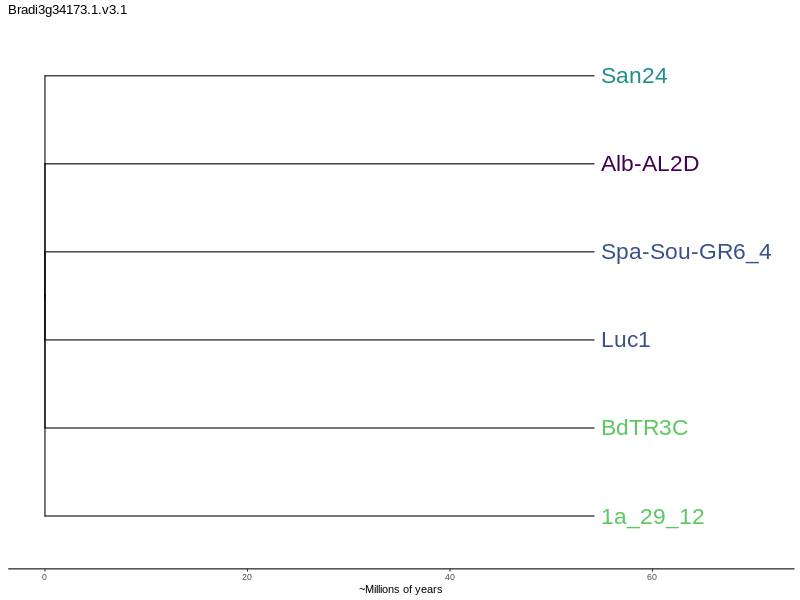 Bradi3g34173.1.v3.1
San24
Alb-AL2D
Spa-Sou-GR6_4
Luc1
BdTR3C
1a_29_12
0 20 40 60
~Millions of years